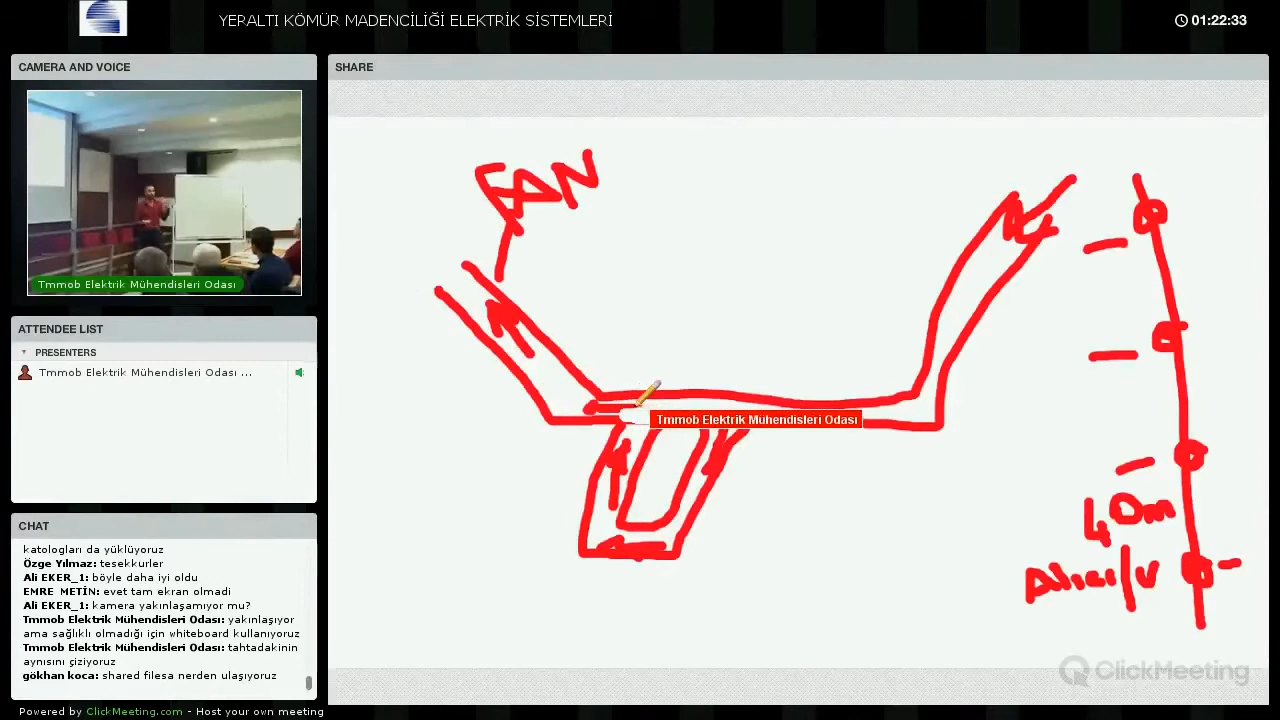 YERALTI KÖMÜR MADENCİLİĞİ ELEKTRİK SİSTEMLERİ
01:22:33
CAMERA AND VOICE
SHARE
Tmmob Elektrik Mühendisleri Odası
FAN
ATTENDEE LIST
PRESENTERS
Tmmob Elektrik Mühendisleri Odası ...
Tmmob Elektrik Mühendisleri Odası
40m
CHAT
katologları da yüklüyoruz
Özge Yılmaz: tesekkurler
Ali EKER_1: böyle daha iyi oldu
EMRE METİN: evet tam ekran olmadi
Ali EKER_1: kamera yakınlaşamıyor mu?
Tmmob Elektrik Mühendisleri Odası: yakınlaşıyor
ama sağlıklı olmadığı için whiteboard kullanıyoruz
Tmmob Elektrik Mühendisleri Odası: tahtadakinin
aynısını çiziyoruz
gökhan koca: shared filesa nerden ulaşıyoruz
ClickMeeting
Powered by ClickMeeting.com - Host your own meeting